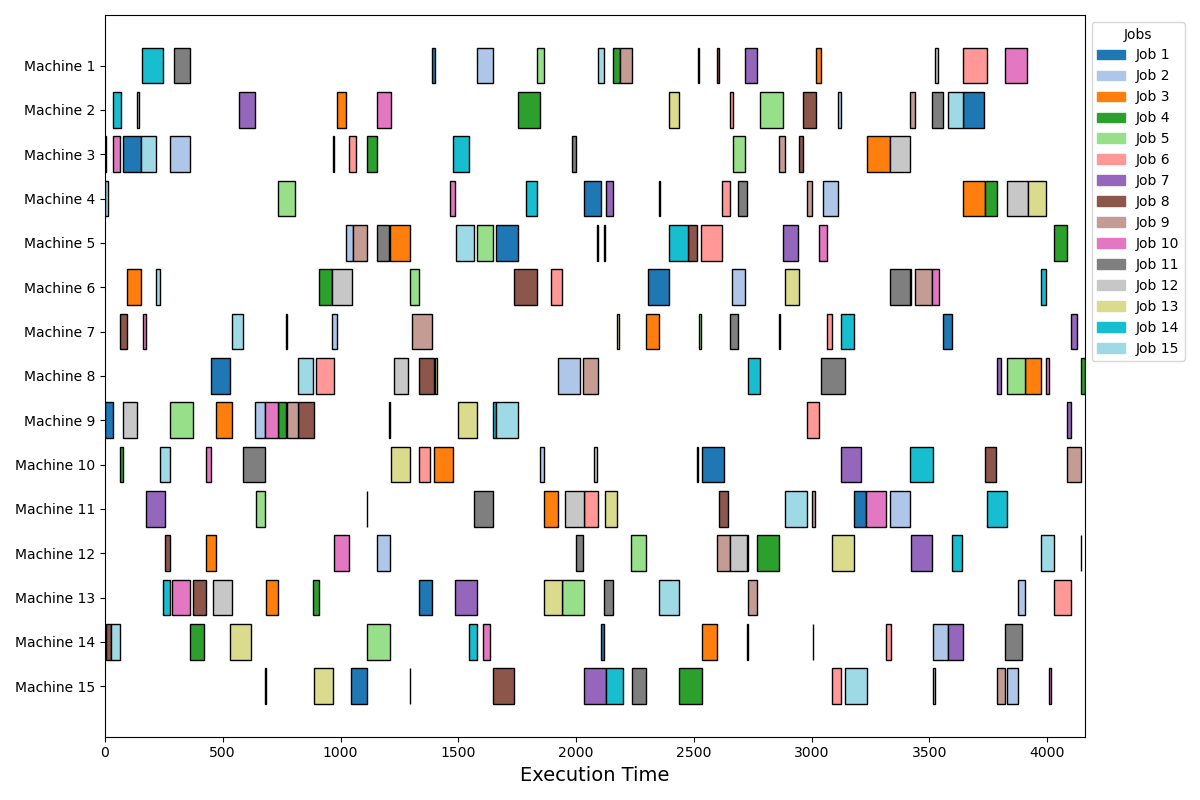 Machine 1
Machine 2
Machine 3
Machine 4
Machine 5
Machine 6
Machine 7
Machine 8
Machine 9
Machine 10
Machine 11
Machine 12
Machine 13
Machine 14
Machine 15
0 500 1000 1500 2000 2500 3000 3500 4000
Execution Time
Jobs
Job 1
Job 2
Job 3
Job 4
Job 5
Job 6
Job 7
Job 8
Job 9
Job 10
Job 11
Job 12
Job 13
Job 14
Job 15